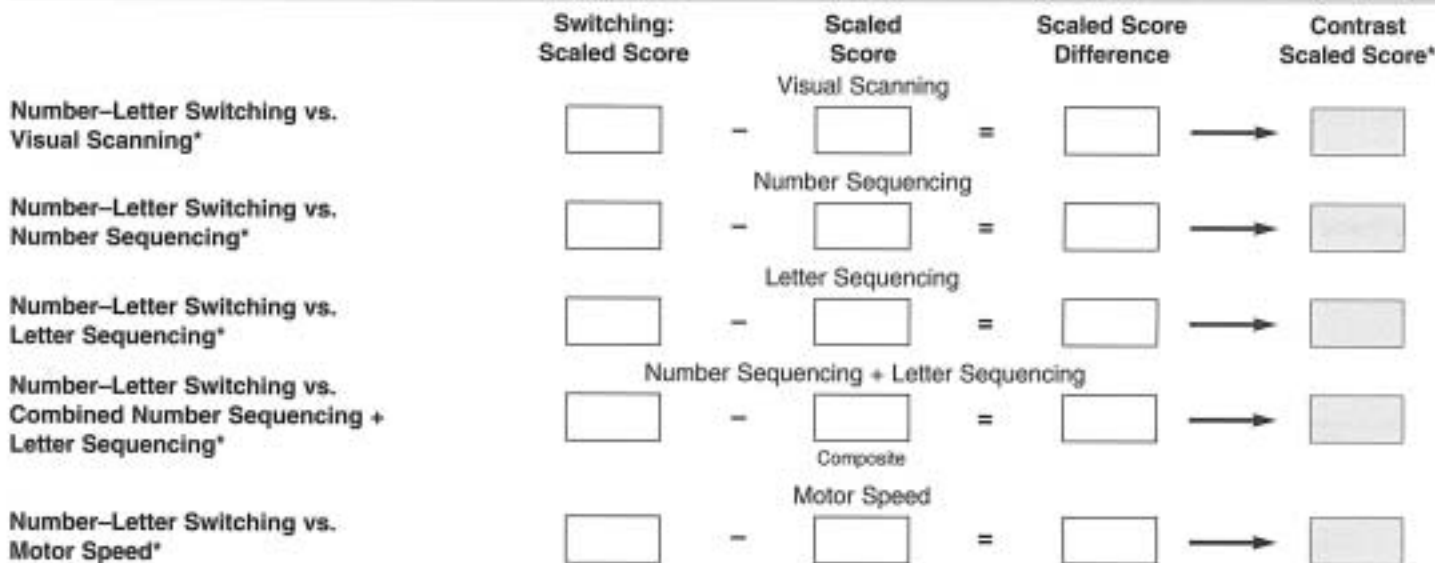 Switching: Scaled Score Scaled Score Contrast
Scaled Score Score Difference Scaled Score*
Visual Scanning
Number–Letter Switching vs.
Visual Scanning*
– = 
Number Sequencing
Number–Letter Switching vs.
Number Sequencing*
– =
Letter Sequencing
Number–Letter Switching vs.
Letter Sequencing*
– =
Number Sequencing + Letter Sequencing
Number–Letter Switching vs.
Combined Number Sequencing +
Letter Sequencing*
– =
Composite
Motor Speed
Number–Letter Switching vs.
Motor Speed*
– =